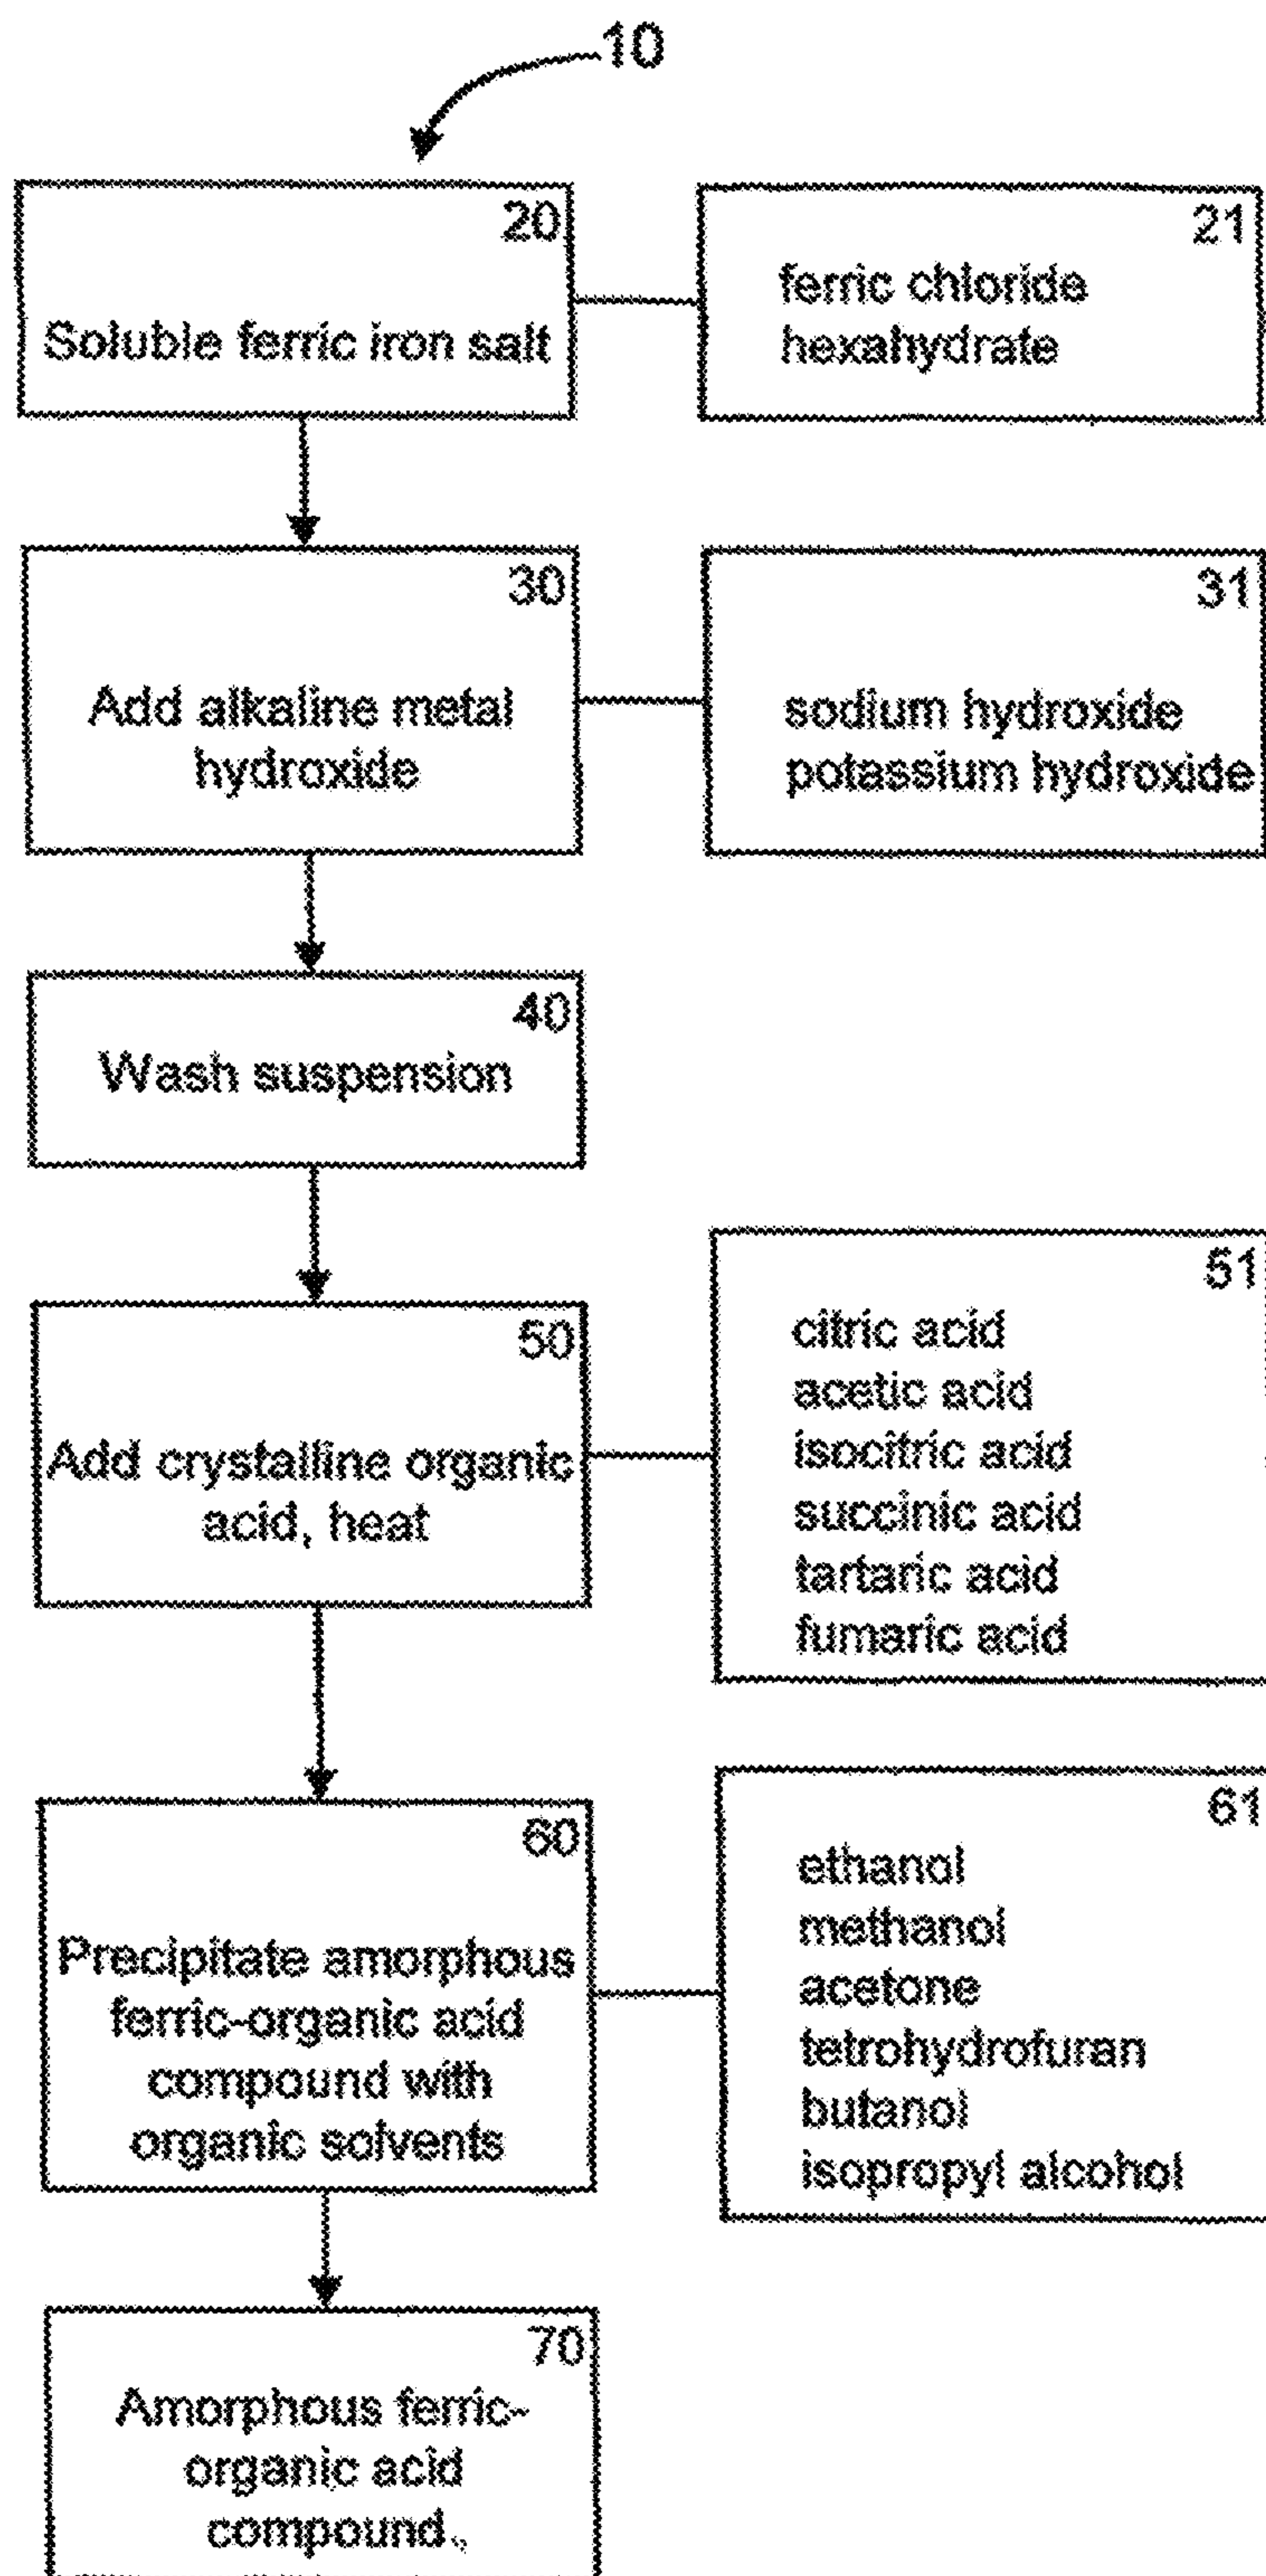 10
20
Soluble ferric iron salt
21
ferric chloride
hexahydrate
30
Add alkaline metal
hydroxide
31
sodium hydroxide
potassium hydroxide
40
Wash suspension
50
Add crystalline organic
acid, heat
51
citric acid
acetic acid
isocitric acid
succinic acid
tartaric acid
fumaric acid
60
Precipitate amorphous
ferric-organic acid
compound with
organic solvents
61
ethanol
methanol
acetone
tetrohydrofuran
butanol
isopropyl alcohol
70
Amorphous ferric-
organic acid
compound.